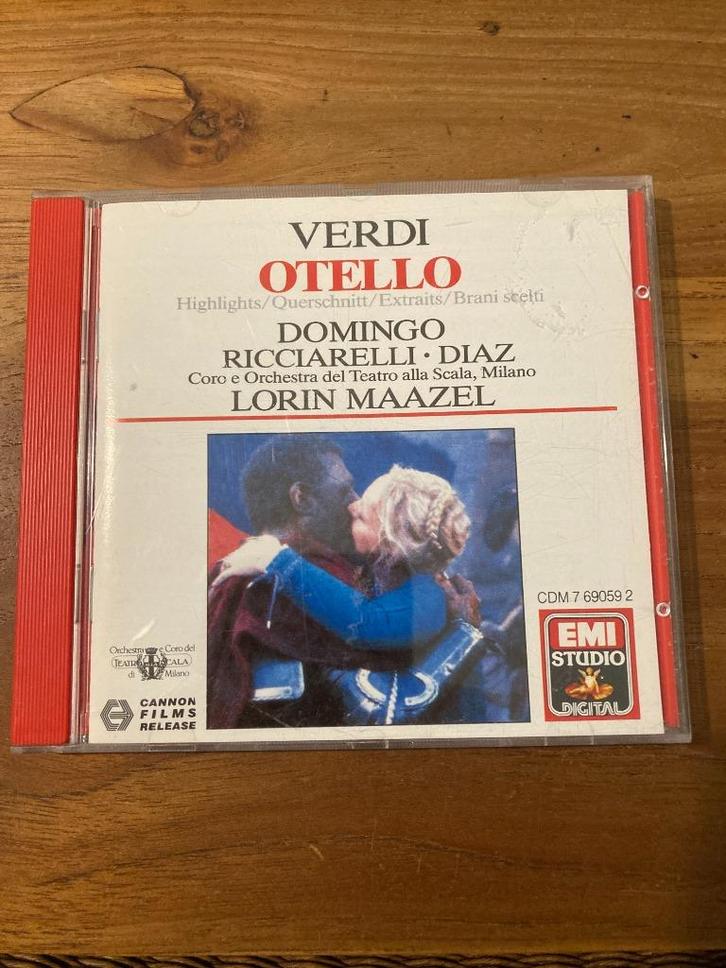 VERDI
OTELLO
Highlights/Querschnitt/Extraits/Brani scelti
DOMINGO
RICCIARELLI · DIAZ
Coro e Orchestra del Teatro alla Scala, Milano
LORIN MAAZEL
CDM 7 69059 2
EMI
STUDIO
DIGITAL
Orchestra e Coro del
TEATRO SCALA
di Milano
CANNON
FILMS
RELEASE